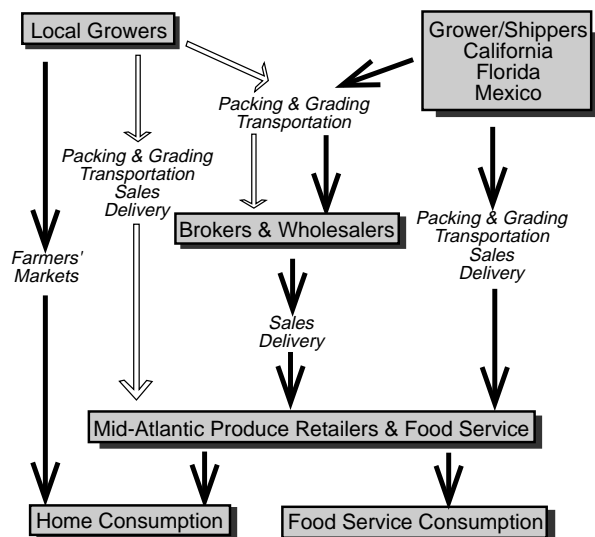 Local Growers
Grower/Shippers
California
Florida
Mexico
Packing & Grading
Transportation
Packing & Grading
Transportation
Sales
Delivery
Brokers & Wholesalers
Packing & Grading
Transportation
Sales
Delivery
Farmers'
Markets
Sales
Delivery
Mid-Atlantic Produce Retailers & Food Service
Home Consumption
Food Service Consumption